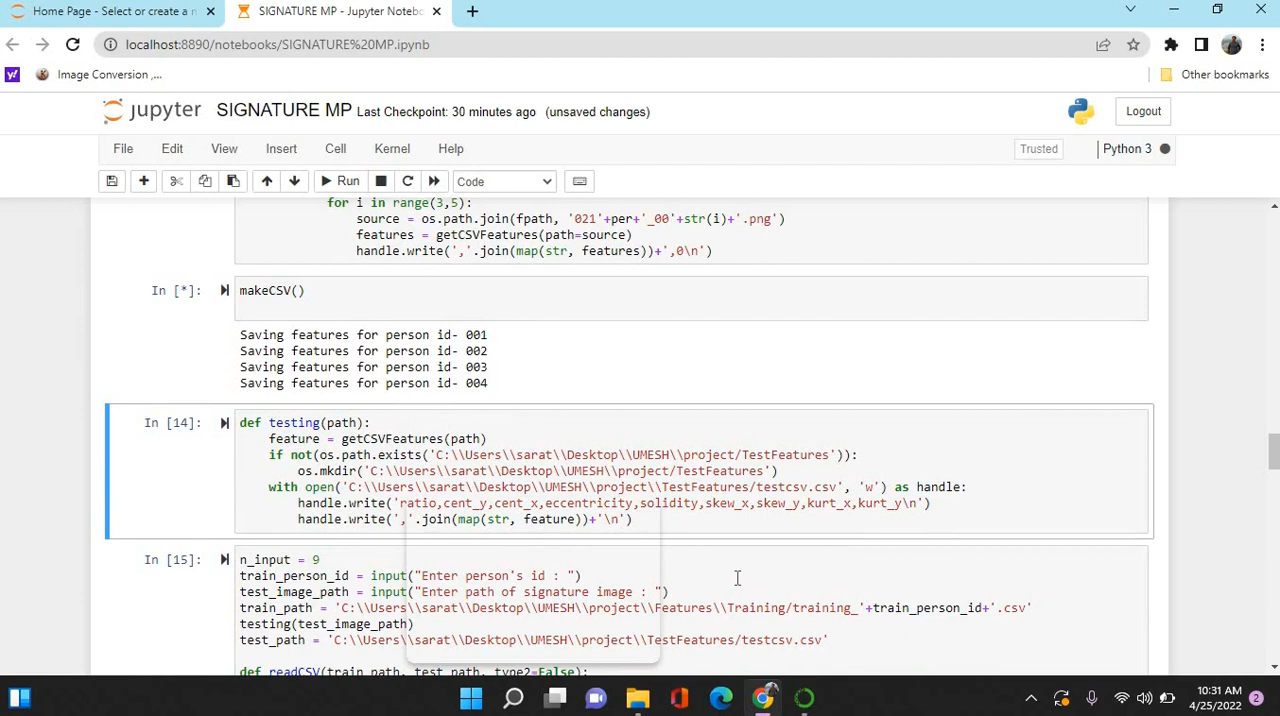 Home Page - Select or create a n
SIGNATURE MP - Jupyter Notebo
localhost:8890/notebooks/SIGNATURE%20MP.ipynb
Image Conversion ,...
Other bookmarks
jupyter SIGNATURE MP Last Checkpoint: 30 minutes ago (unsaved changes)
Logout
File Edit View Insert Cell Kernel Help
Trusted
Python 3
Run
Code
for i in range(3,5):
source = os.path.join(fpath, '021'+per+'_00'+str(i)+'.png')
features = getCSVFeatures(path=source)
handle.write(','.join(map(str, features))+',0\n')
In [*]: makeCSV()
Saving features for person id- 001
Saving features for person id- 002
Saving features for person id- 003
Saving features for person id- 004
In [14]: def testing(path):
feature = getCSVFeatures(path)
if not(os.path.exists('C:\\Users\\sarat\\Desktop\\UMESH\\project/TestFeatures')):
os.mkdir('C:\\Users\\sarat\\Desktop\\UMESH\\project/TestFeatures')
with open('C:\\Users\\sarat\\Desktop\\UMESH\\project\\TestFeatures/testcsv.csv', 'w') as handle:
handle.write('ratio,cent_y,cent_x,eccentricity,solidity,skew_x,skew_y,kurt_x,kurt_y\n')
handle.write(','.join(map(str, feature))+'\n')
In [15]: n_input = 9
train_person_id = input("Enter person's id : ")
test_image_path = input("Enter path of signature image : ")
train_path = 'C:\\Users\\sarat\\Desktop\\UMESH\\project\\Features\\Training/training_'+train_person_id+'.csv'
testing(test_image_path)
test_path = 'C:\\Users\\sarat\\Desktop\\UMESH\\project\\TestFeatures/testcsv.csv'
def readCSV(train_path, test_path, type2=False):
10:31 AM
4/25/2022
2